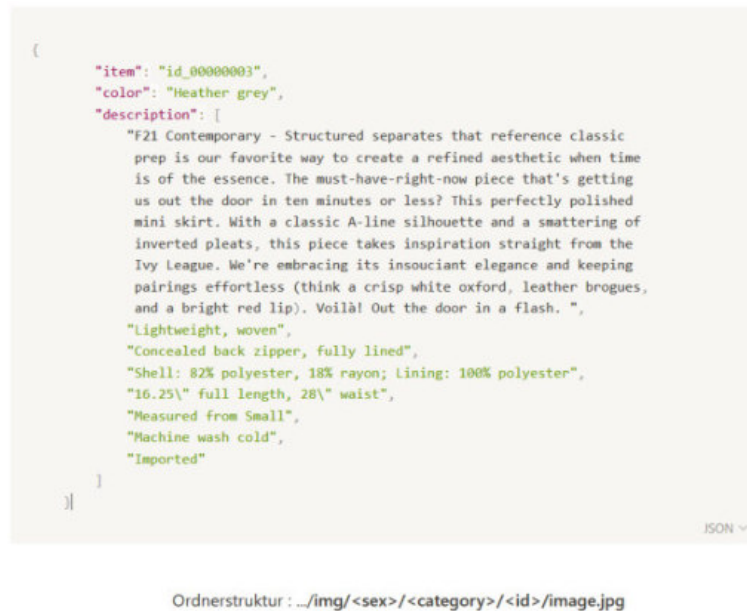 {
"item": "id_00000003",
"color": "Heather grey",
"description": [
"F21 Contemporary - Structured separates that reference classic
prep is our favorite way to create a refined aesthetic when time
is of the essence. The must-have-right-now piece that's getting
us out the door in ten minutes or less? This perfectly polished
mini skirt. With a classic A-line silhouette and a smattering of
inverted pleats, this piece takes inspiration straight from the
Ivy League. We're embracing its insouciant elegance and keeping
pairings effortless (think a crisp white oxford, leather brogues,
and a bright red lip). Voilà! Out the door in a flash. ",
"Lightweight, woven",
"Concealed back zipper, fully lined",
"Shell: 82% polyester, 18% rayon; Lining: 100% polyester",
"16.25\" full length, 28\" waist",
"Measured from Small",
"Machine wash cold",
"Imported"
]
}
JSON
Ordnerstruktur : .../img/<sex>/<category>/<id>/image.jpg